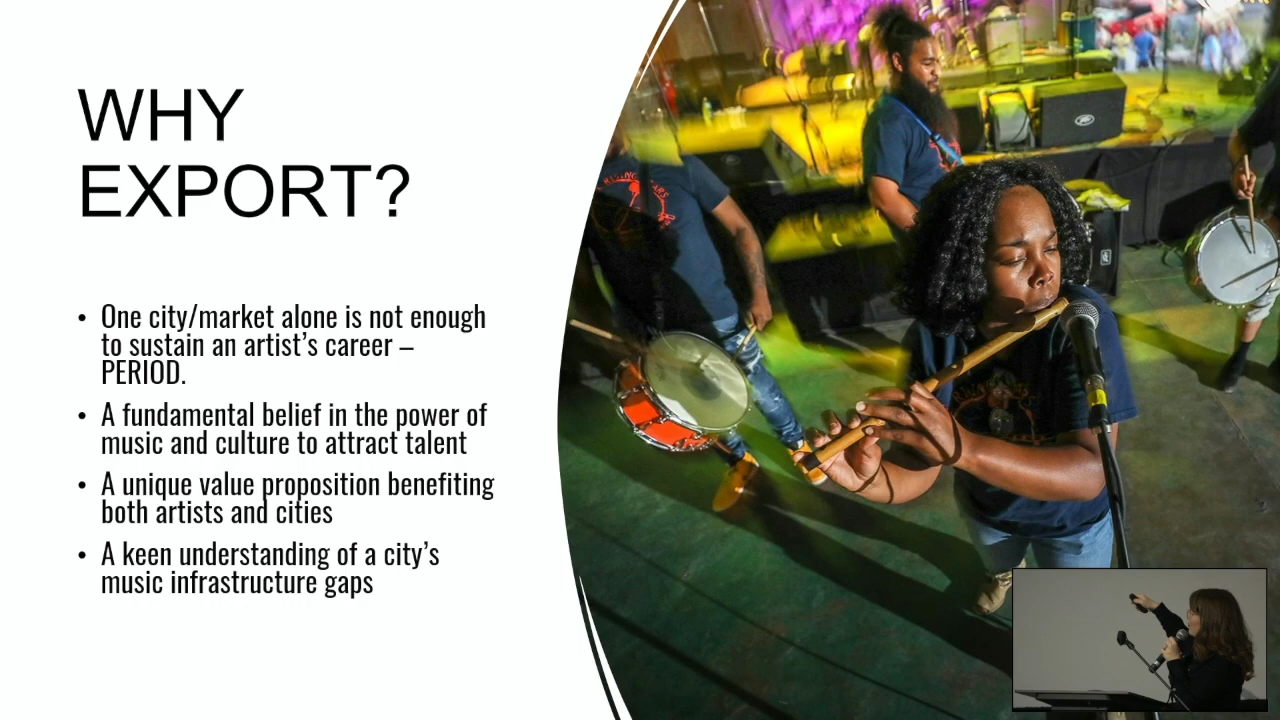 WHY
EXPORT?
• One city/market alone is not enough
to sustain an artist’s career –
PERIOD.
• A fundamental belief in the power of
music and culture to attract talent
• A unique value proposition benefiting
both artists and cities
• A keen understanding of a city’s
music infrastructure gaps